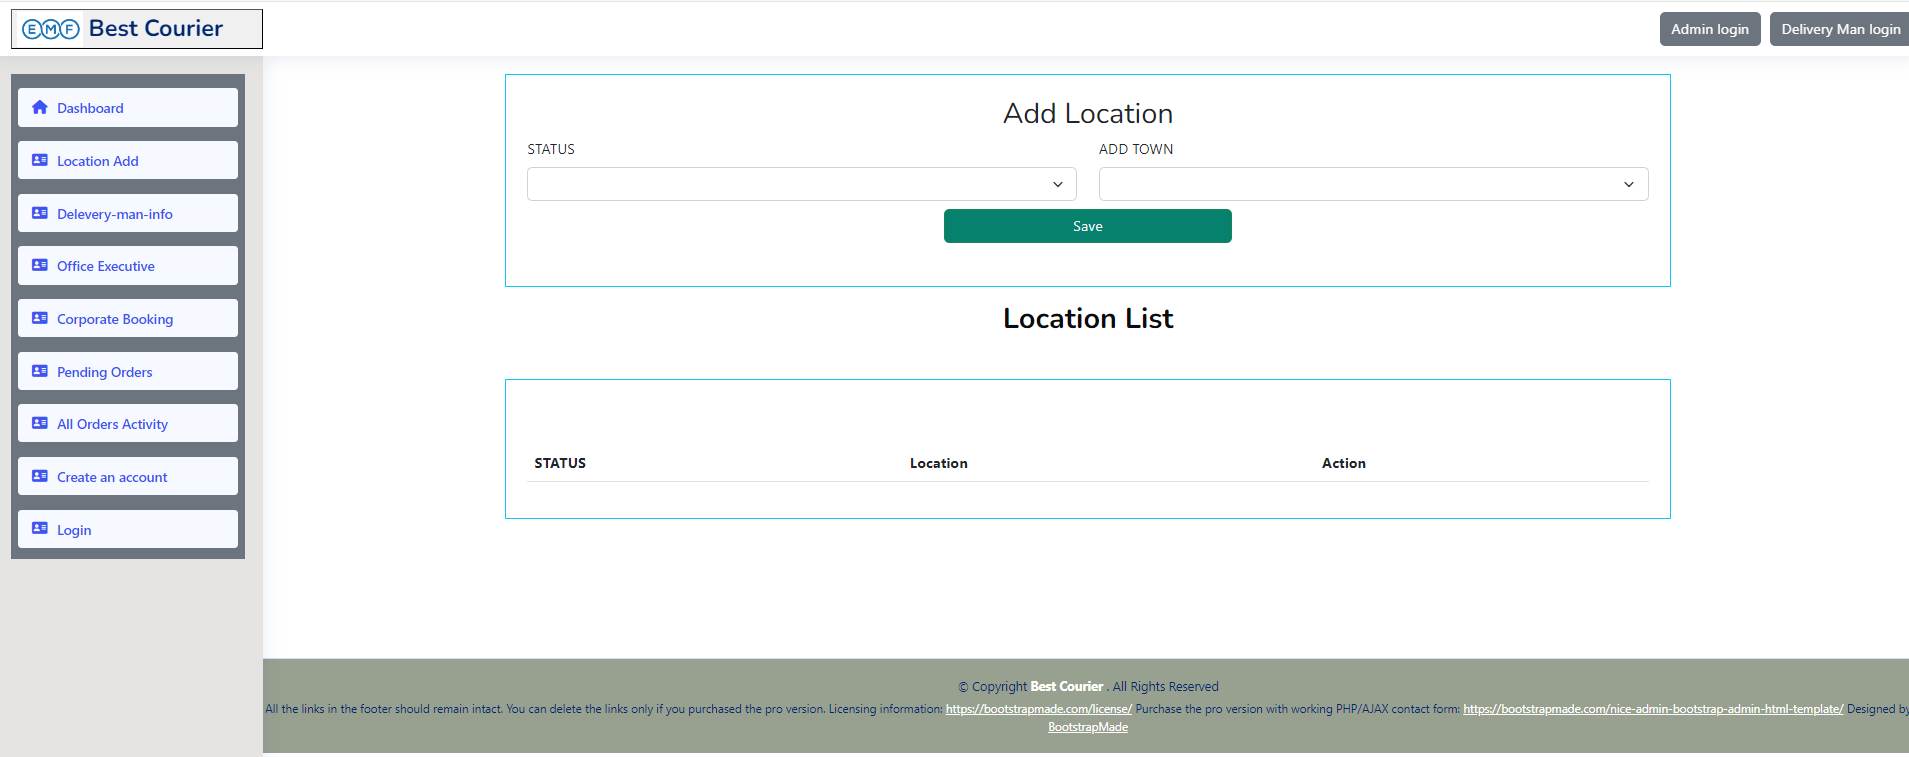 EMF Best Courier
Admin login
Delivery Man login
Dashboard
Location Add
Delevery-man-info
Office Executive
Corporate Booking
Pending Orders
All Orders Activity
Create an account
Login
Add Location
STATUS
ADD TOWN
Save
Location List
STATUS Location Action
© Copyright Best Courier . All Rights Reserved
All the links in the footer should remain intact. You can delete the links only if you purchased the pro version. Licensing information: https://bootstrapmade.com/license/ Purchase the pro version with working PHP/AJAX contact form: https://bootstrapmade.com/nice-admin-bootstrap-admin-html-template/ Designed by
BootstrapMade